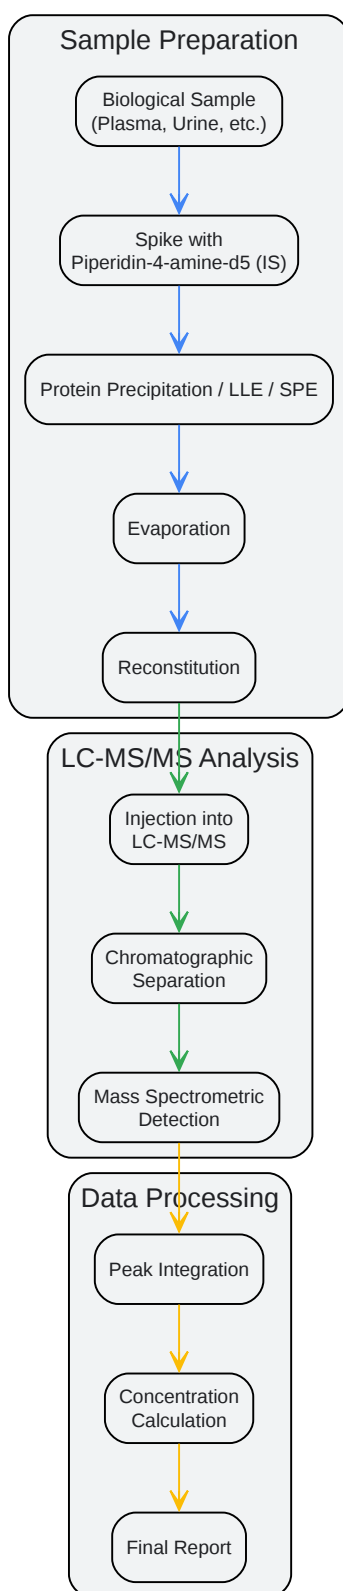 Sample Preparation
Biological Sample
(Plasma, Urine, etc.)
Spike with
Piperidin-4-amine-d5 (IS)
Protein Precipitation / LLE / SPE
Evaporation
Reconstitution
LC-MS/MS Analysis
Injection into
LC-MS/MS
Chromatographic
Separation
Mass Spectrometric
Detection
Data Processing
Peak Integration
Concentration
Calculation
Final Report